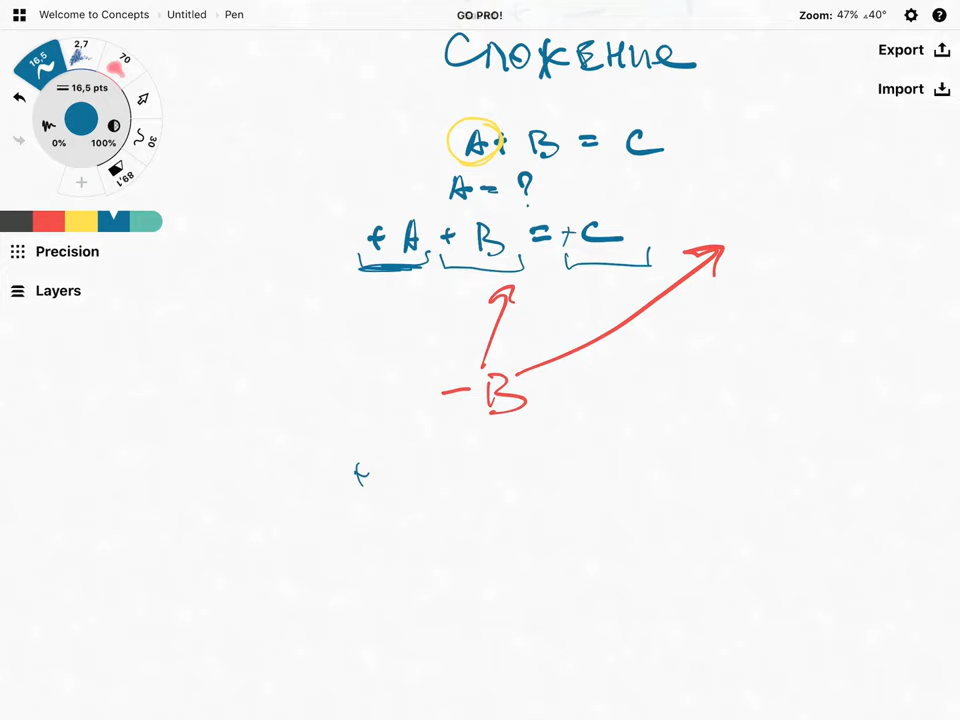 Welcome to Concepts › Untitled › Pen
GO PRO!
Zoom: 47% ∡40°
Export
Import
16,5
2,7
70
16,5 pts
0%
100%
30
89,1
+
Precision
Layers
Сложение
A + B = C
A = ?
+ A + B = + C
– B
+